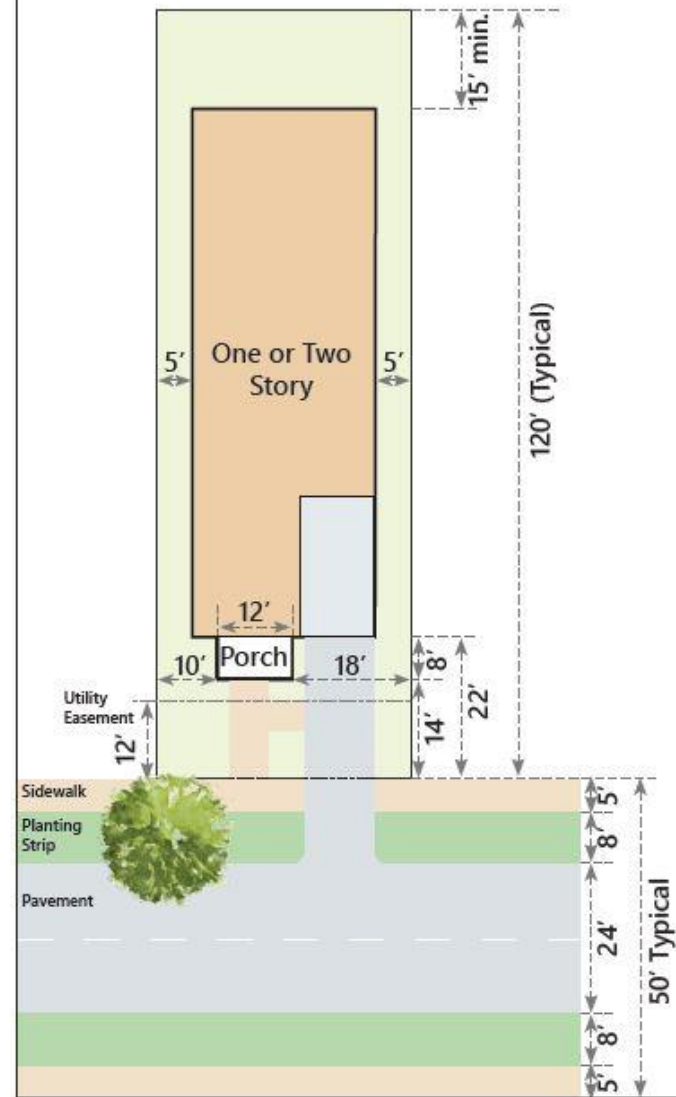 15’ min.
120’ (Typical)
5’
One or Two
Story
5’
12’
10’
Porch
18’
8’
22’
14’
Utility
Easement
12’
Sidewalk
5’
Planting
Strip
8’
Pavement
24’
50’ Typical
8’
5’